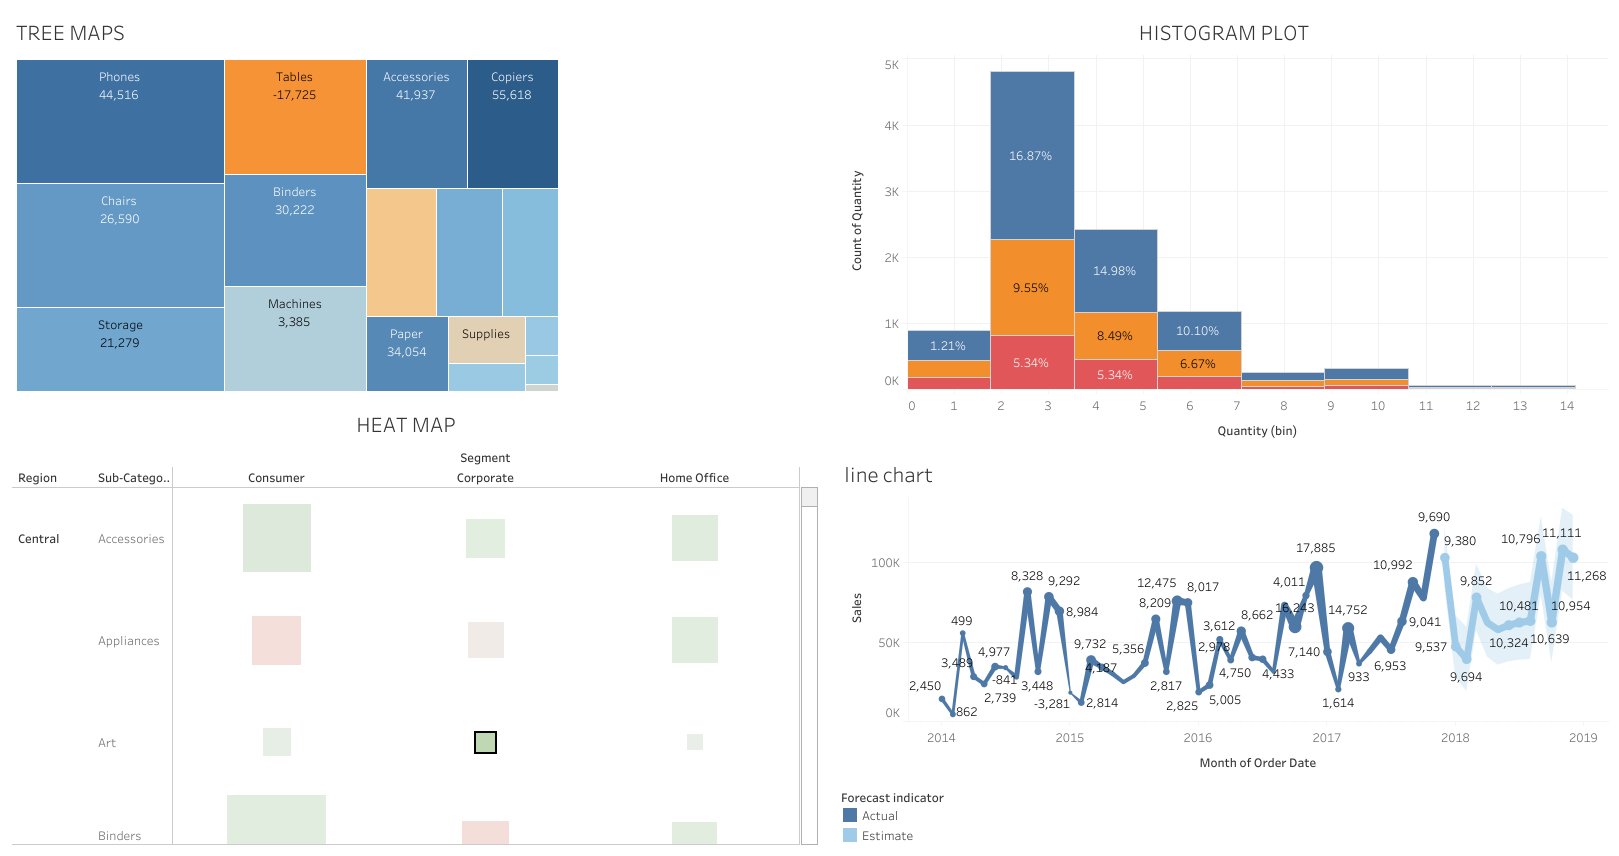 TREE MAPS
Phones
44,516
Tables
-17,725
Accessories
41,937
Copiers
55,618
Chairs
26,590
Binders
30,222
Machines
3,385
Storage
21,279
Paper
34,054
Supplies
HISTOGRAM PLOT
Count of Quantity
5K
4K
3K
2K
1K
0K
16.87%
9.55%
5.34%
14.98%
8.49%
5.34%
10.10%
6.67%
1.21%
0 1 2 3 4 5 6 7 8 9 10 11 12 13 14
Quantity (bin)
HEAT MAP
Segment
Region Sub-Catego.. Consumer Corporate Home Office
Central Accessories
Appliances
Art
Binders
line chart
Sales
100K
50K
0K
2,450
862
499
3,489
4,977
-841
2,739
8,328
3,448
9,292
8,984
-3,281
2,814
9,732
4,187
5,356
8,209
12,475
2,817
8,017
2,825
5,005
3,612
2,978
4,750
8,662
4,433
4,011
16,243
17,885
7,140
1,614
14,752
933
6,953
10,992
9,041
9,690
9,380
9,537
9,694
9,852
10,324
10,481
10,796
10,639
11,111
10,954
11,268
2014 2015 2016 2017 2018 2019
Month of Order Date
Forecast indicator
Actual
Estimate